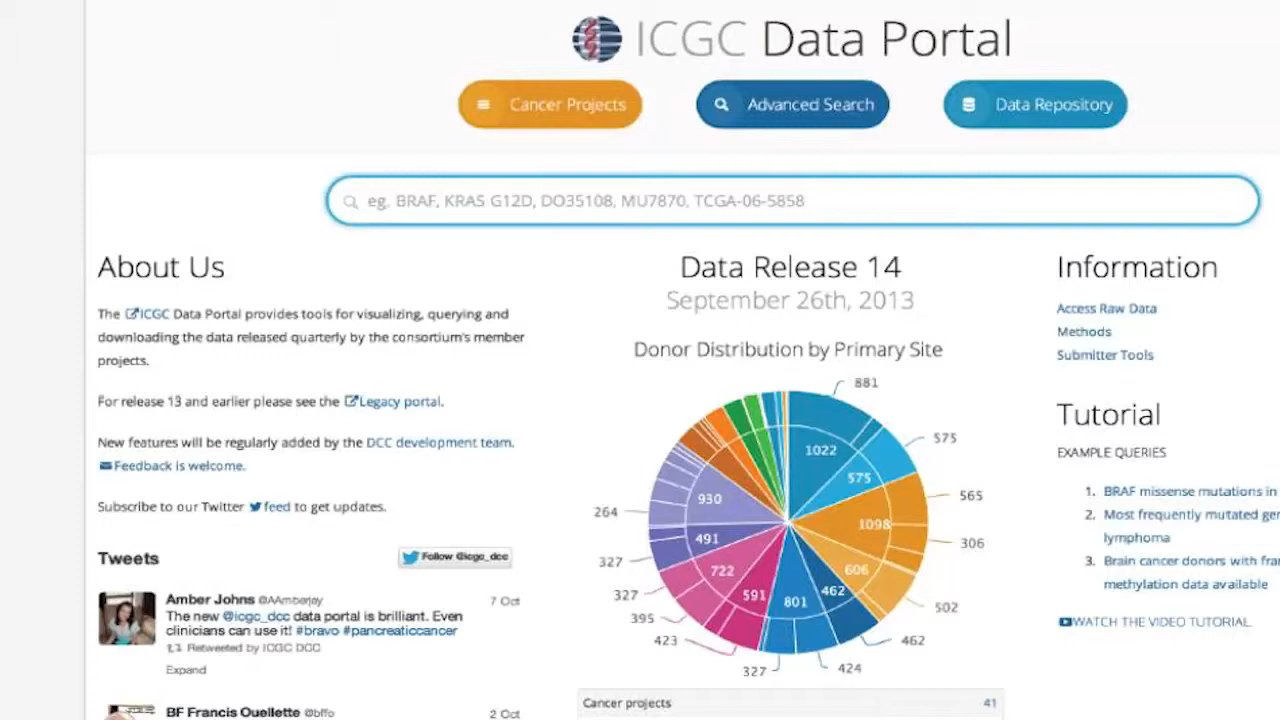 ICGC Data Portal
Cancer Projects
Advanced Search
Data Repository
eg. BRAF, KRAS G12D, DO35108, MU7870, TCGA-06-5858
About Us
The ICGC Data Portal provides tools for visualizing, querying and
downloading the data released quarterly by the consortium's member
projects.
For release 13 and earlier please see the Legacy portal.
New features will be regularly added by the DCC development team.
Feedback is welcome.
Subscribe to our Twitter feed to get updates.
Tweets
Follow @icgc_dcc
Amber Johns @AAmberjay 7 Oct
The new @icgc_dcc data portal is brilliant. Even
clinicians can use it! #bravo #pancreaticcancer
Retweeted by ICGC DCC
Expand
BF Francis Ouellette @bffo 2 Oct
Data Release 14
September 26th, 2013
Donor Distribution by Primary Site
881
575
565
306
502
462
424
327
423
395
327
327
264
1022
575
1098
606
462
801
591
722
491
930
Cancer projects 41
Information
Access Raw Data
Methods
Submitter Tools
Tutorial
EXAMPLE QUERIES
1. BRAF missense mutations in
2. Most frequently mutated
lymphoma
3. Brain cancer donors with
methylation data available
WATCH THE VIDEO TUTORIAL.